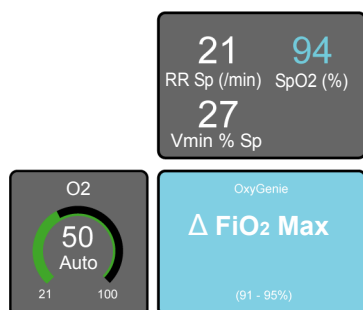 21 94
RR Sp (/min) SpO2 (%)
27
Vmin % Sp
O2
50
Auto
21 100
OxyGenie
Δ FiO₂ Max
(91 - 95%)